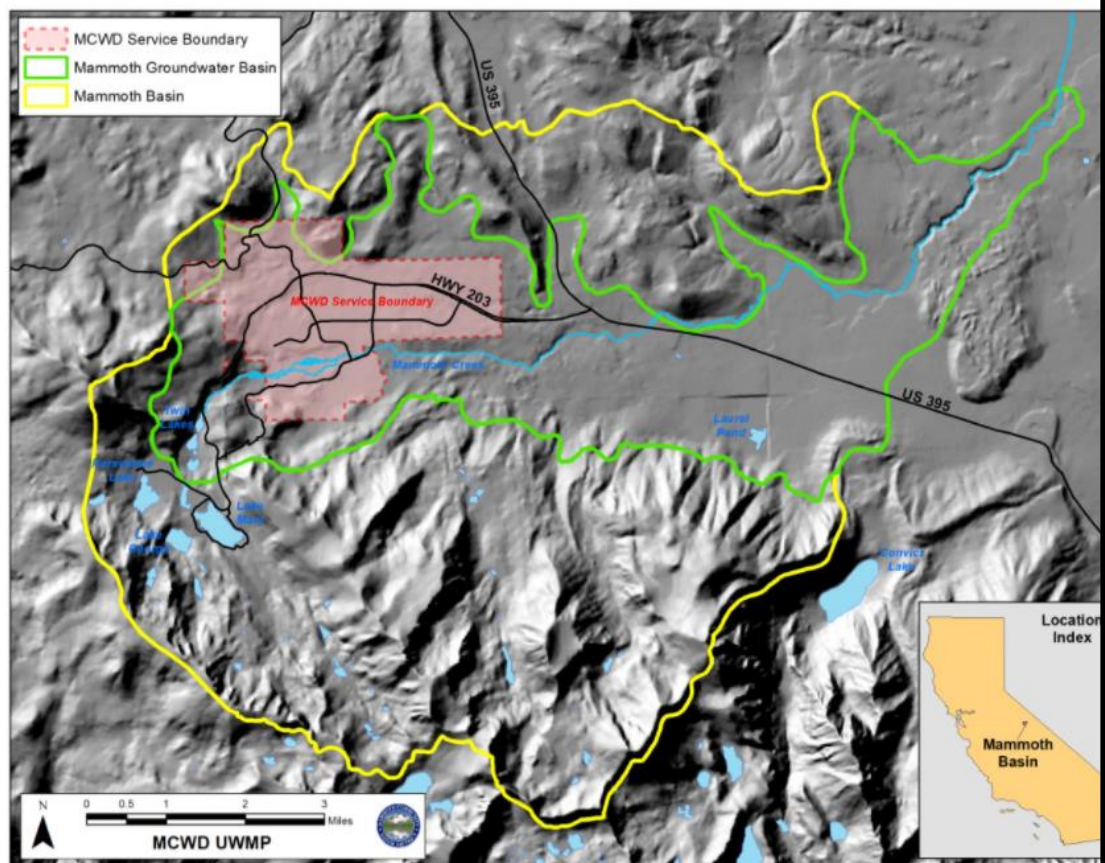 MCWD Service Boundary
Mammoth Groundwater Basin
Mammoth Basin
US 395
HWY 203
MCWD Service Boundary
Mammoth Creek
US 395
Twin
Lakes
Laurel
Pond
Lake
Mary
Lake
Convict
Lake
Location
Index
Mammoth
Basin
N
0 0.5 1 2 3
Miles
MCWD UWMP